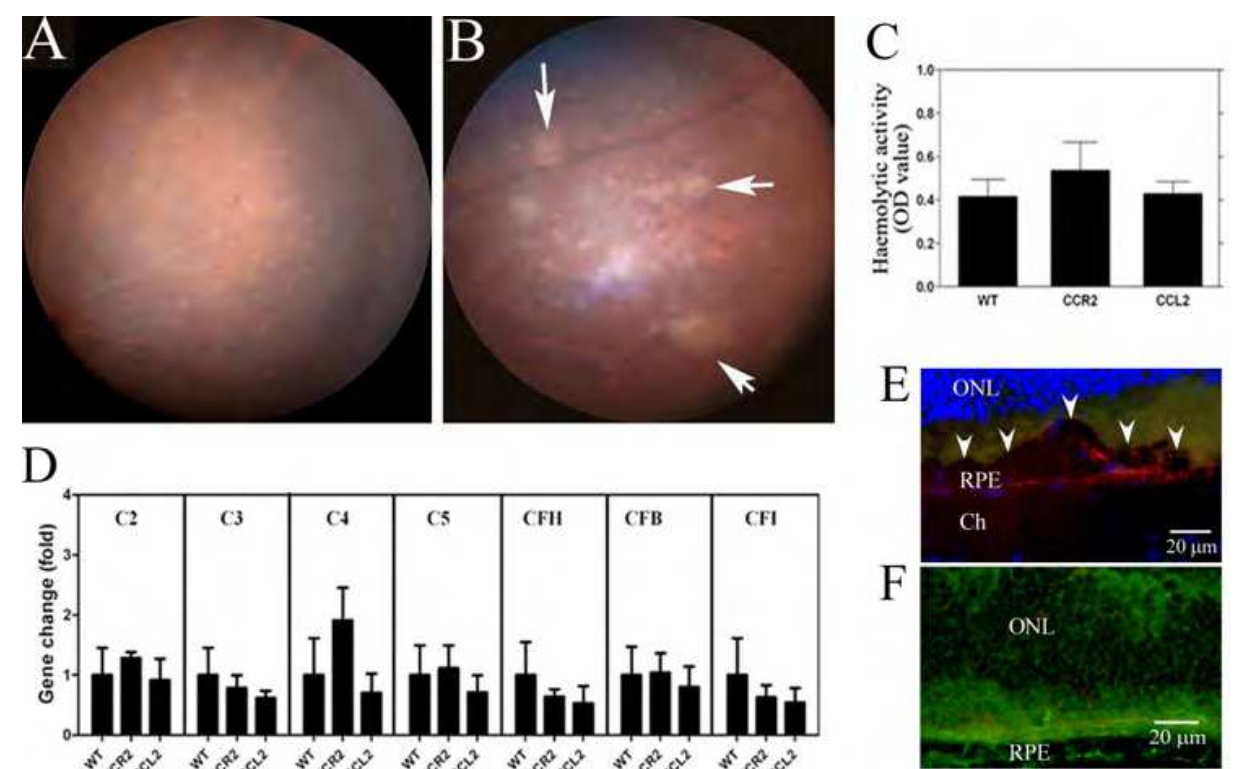 A
B
C
Haemolytic activity
(OD value)
1.0
0.8
0.6
0.4
0.2
0.0
WT CCR2 CCL2
D
Gene change (fold)
4
3
2
1
0
C2 C3 C4 C5 CFH CFB CFI
WT CCR2 CCL2 WT CCR2 CCL2 WT CCR2 CCL2 WT CCR2 CCL2 WT CCR2 CCL2 WT CCR2 CCL2 WT CCR2 CCL2
E
ONL
RPE
Ch
20 µm
F
ONL
20 µm
RPE